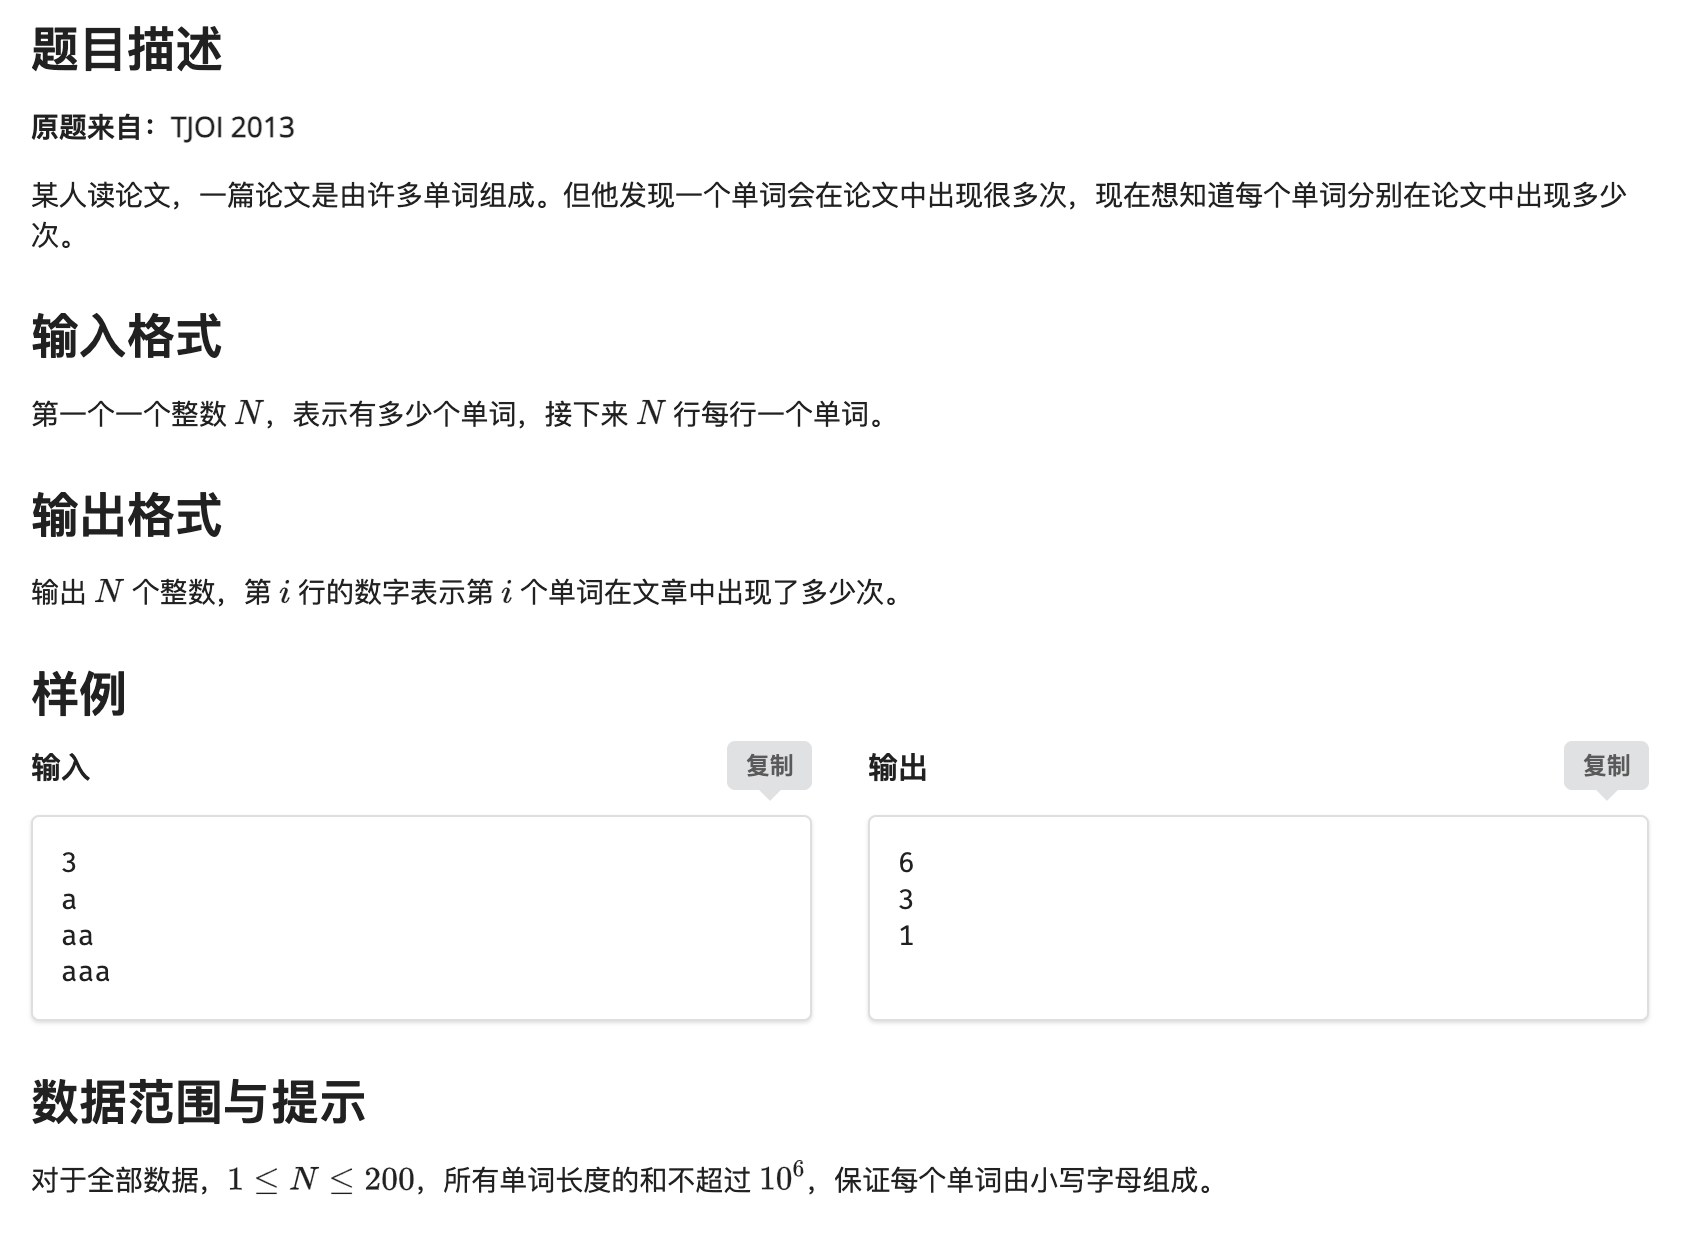 题目描述
原题来自：TJOI 2013
某人读论文，一篇论文是由许多单词组成。但他发现一个单词会在论文中出现很多次，现在想知道每个单词分别在论文中出现多少
次。
输入格式
第一个一个整数 N，表示有多少个单词，接下来 N 行每行一个单词。
输出格式
输出 N 个整数，第 i 行的数字表示第 i 个单词在文章中出现了多少次。
样例
输入
复制
3
a
aa
aaa
输出
复制
6
3
1
数据范围与提示
对于全部数据，1 ≤ N ≤ 200，所有单词长度的和不超过 10⁶，保证每个单词由小写字母组成。